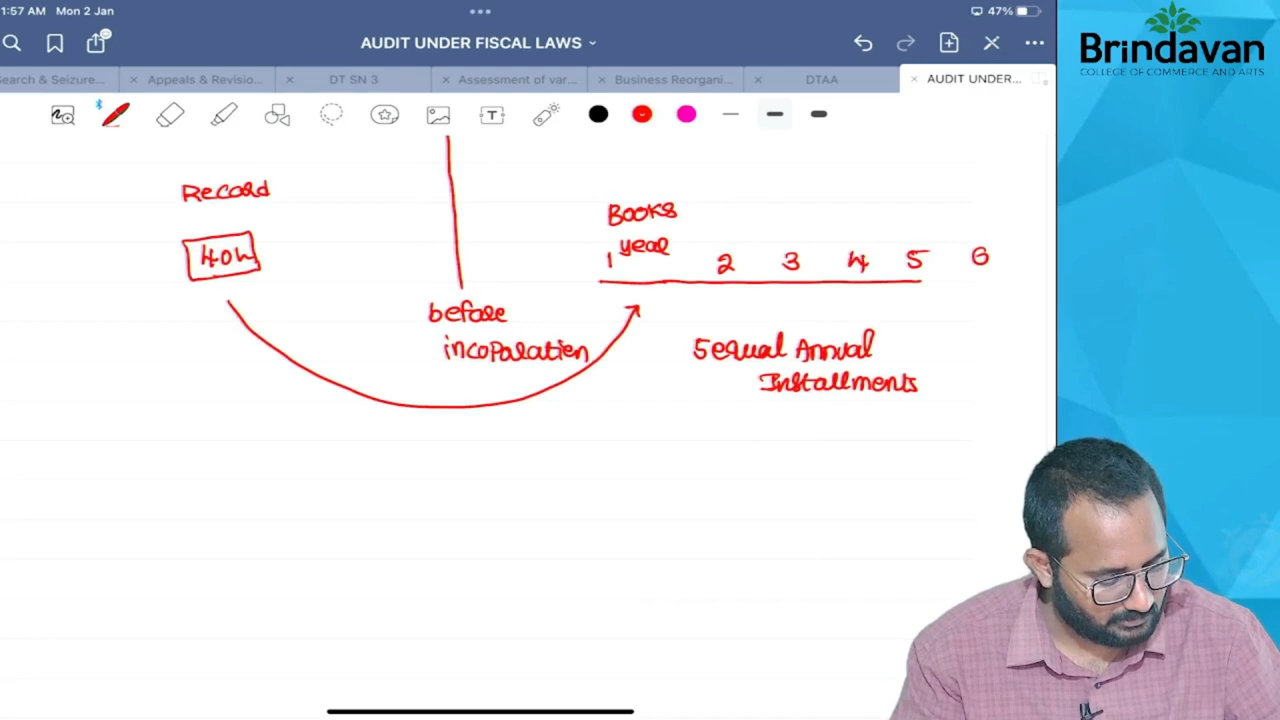 1:57 AM Mon 2 Jan
47%
AUDIT UNDER FISCAL LAWS
Search & Seizure...
Appeals & Revisio...
DT SN 3
Assessment of var...
Business Reorgani...
DTAA
AUDIT UNDER...
Brindavan
COLLEGE OF COMMERCE AND ARTS
T
Record
40L
Books
year
1 2 3 4 5 6
before
incoporation
5 equal Annual
Installments